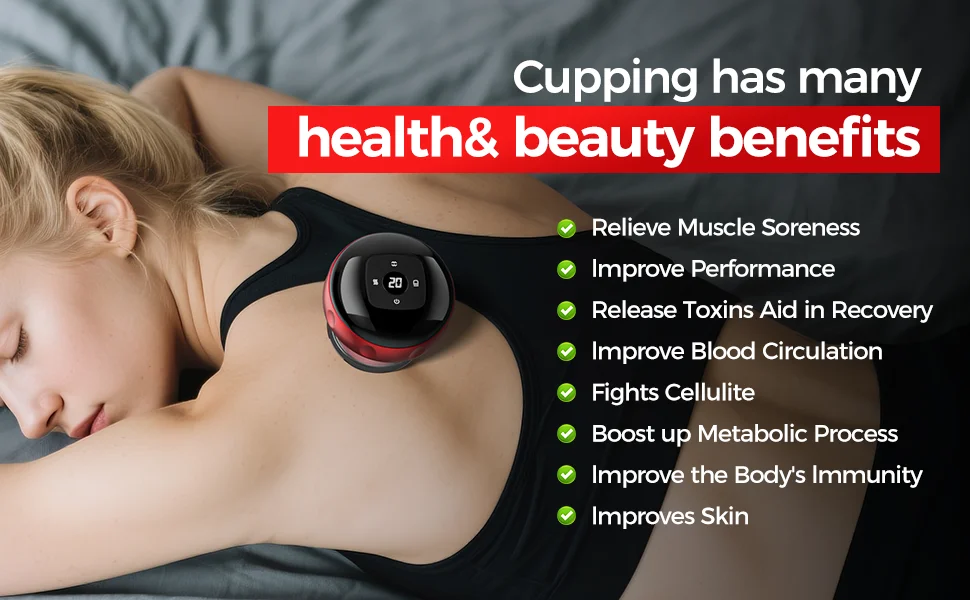 Cupping has many
health& beauty benefits
Relieve Muscle Soreness
Improve Performance
Release Toxins Aid in Recovery
Improve Blood Circulation
Fights Cellulite
Boost up Metabolic Process
Improve the Body's Immunity
Improves Skin
20